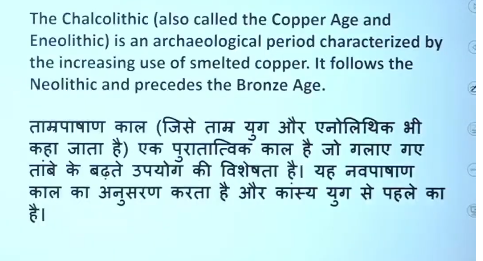 The Chalcolithic (also called the Copper Age and
Eneolithic) is an archaeological period characterized by
the increasing use of smelted copper. It follows the
Neolithic and precedes the Bronze Age.
ताम्रपाषाण काल (जिसे ताम्र युग और एनोलिथिक भी
कहा जाता है) एक पुरातात्विक काल है जो गलाए गए
तांबे के बढ़ते उपयोग की विशेषता है। यह नवपाषाण
काल का अनुसरण करता है और कांस्य युग से पहले का
है।